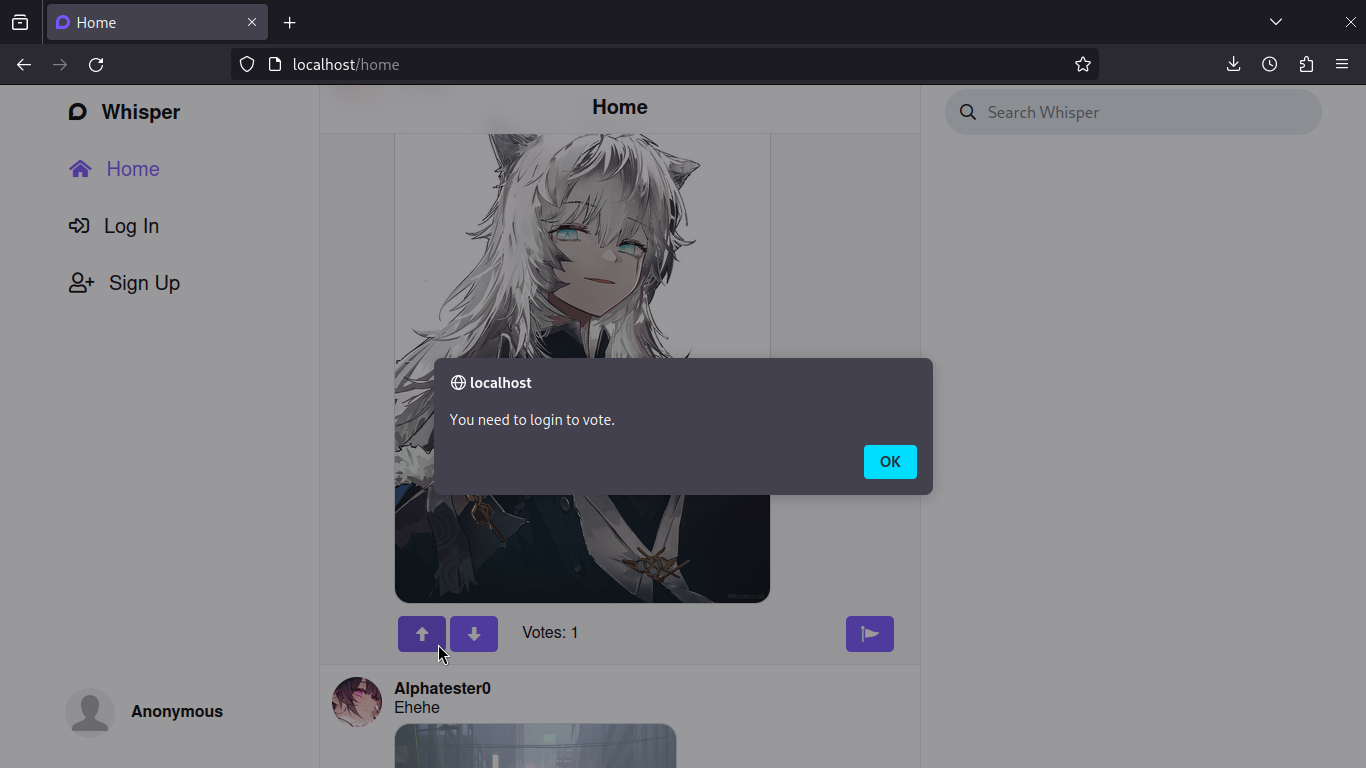 Home
localhost/home
Whisper
Home
Log In
Sign Up
Anonymous
Home
Search Whisper
localhost
You need to login to vote.
OK
Votes: 1
Alphatester0
Ehehe